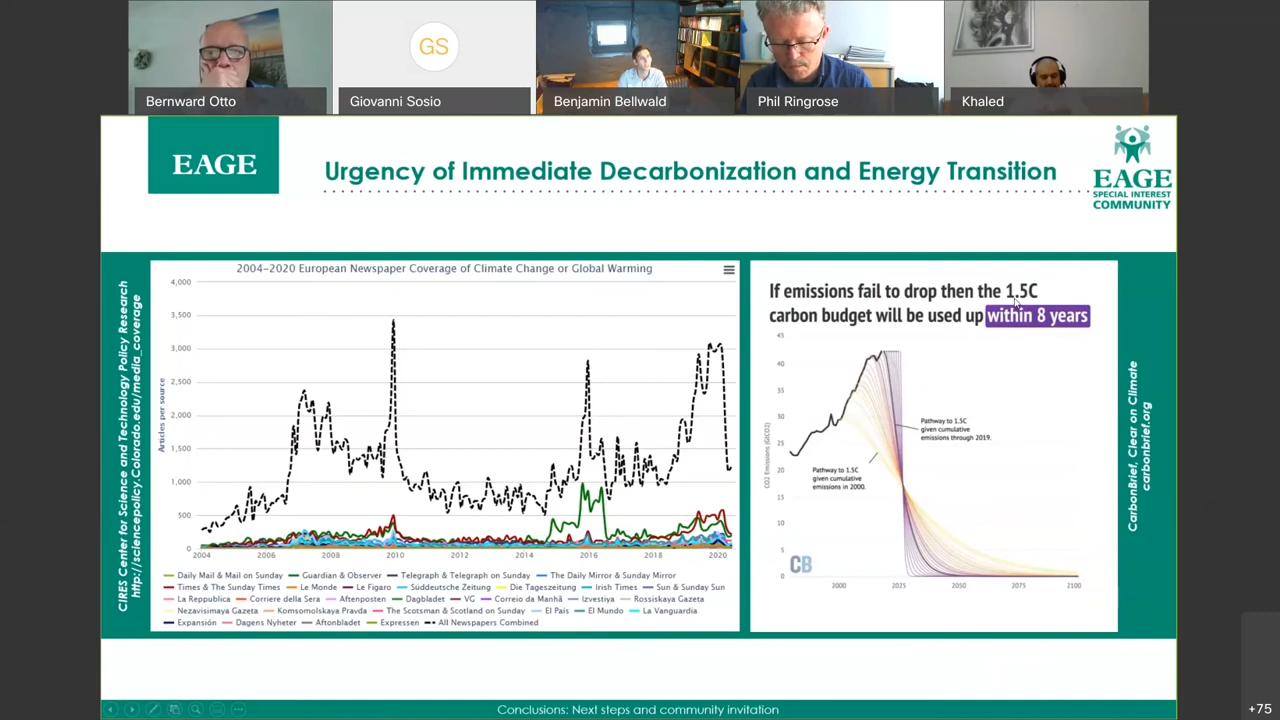 GS
Bernward Otto
Giovanni Sosio
Benjamin Bellwald
Phil Ringrose
Khaled
EAGE
Urgency of Immediate Decarbonization and Energy Transition
EAGE
SPECIAL INTEREST
COMMUNITY
CIRES Center for Science and Technology Policy Research
http://sciencepolicy.Colorado.edu/media_coverage
2004–2020 European Newspaper Coverage of Climate Change or Global Warming
Articles per source
4,000
3,500
3,000
2,500
2,000
1,500
1,000
500
0
2004 2006 2008 2010 2012 2014 2016 2018 2020
Daily Mail & Mail on Sunday Guardian & Observer Telegraph & Telegraph on Sunday The Daily Mirror & Sunday Mirror
Times & The Sunday Times Le Monde Le Figaro Süddeutsche Zeitung Die Tageszeitung Irish Times Sun & Sunday Sun
La Reppublica Corriere della Sera Aftenposten Dagbladet VG Correio da Manhã Izvestiya Rossiskaya Gazeta
Nezavisimaya Gazeta Komsomolskaya Pravda The Scotsman & Scotland on Sunday El País El Mundo La Vanguardia
Expansión Dagens Nyheter Aftonbladet Expressen All Newspapers Combined
If emissions fail to drop then the 1.5C
carbon budget will be used up within 8 years
CO2 Emissions (GtCO2)
45
40
35
30
25
20
15
10
5
0
Pathway to 1.5C
given cumulative
emissions through 2019.
Pathway to 1.5C
given cumulative
emissions in 2000.
CB
2000 2025 2050 2075 2100
CarbonBrief, Clear on Climate
carbonbrief.org
Conclusions: Next steps and community invitation
+75